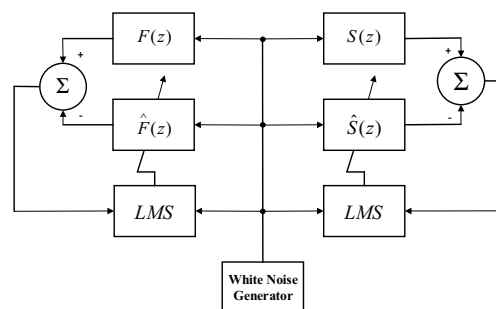 F(z)
S(z)
+
+
Σ
Σ
-
-
F̂(z)
Ŝ(z)
LMS
LMS
White Noise
Generator